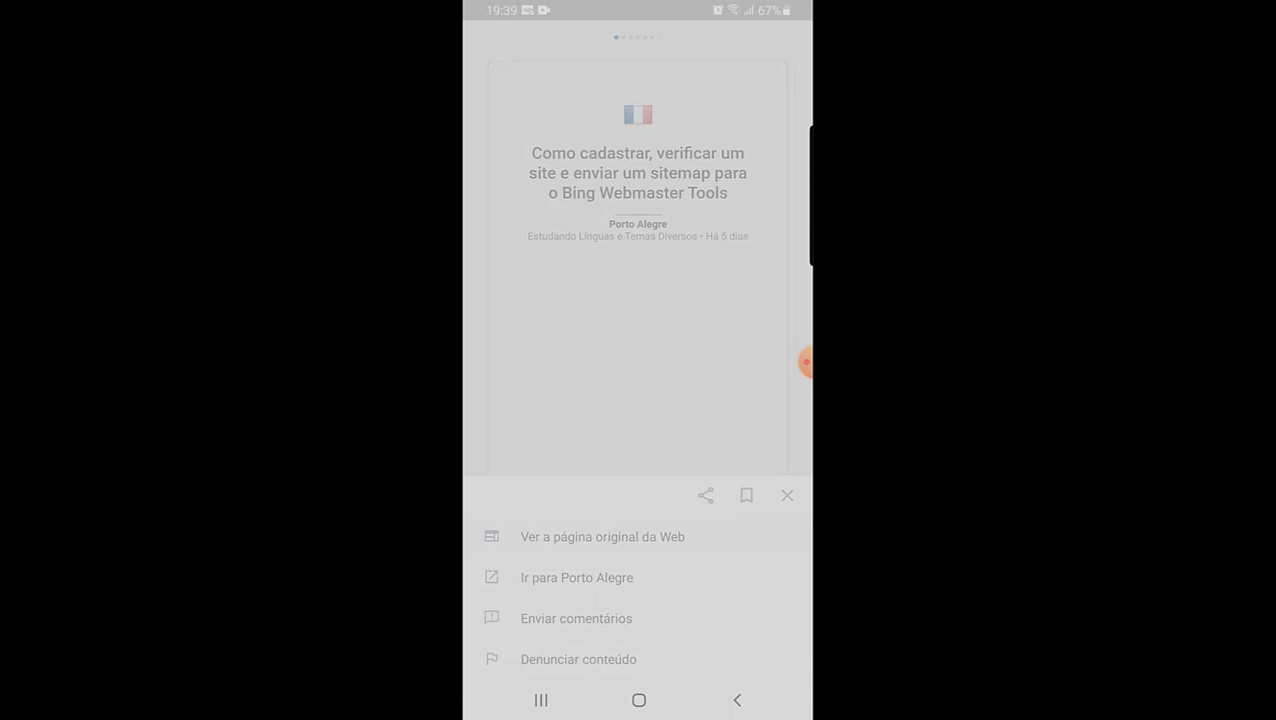 19:39
67%
Como cadastrar, verificar um
site e enviar um sitemap para
o Bing Webmaster Tools
Porto Alegre
Estudando Línguas e Temas Diversos • Há 5 dias
Ver a página original da Web
Ir para Porto Alegre
Enviar comentários
Denunciar conteúdo